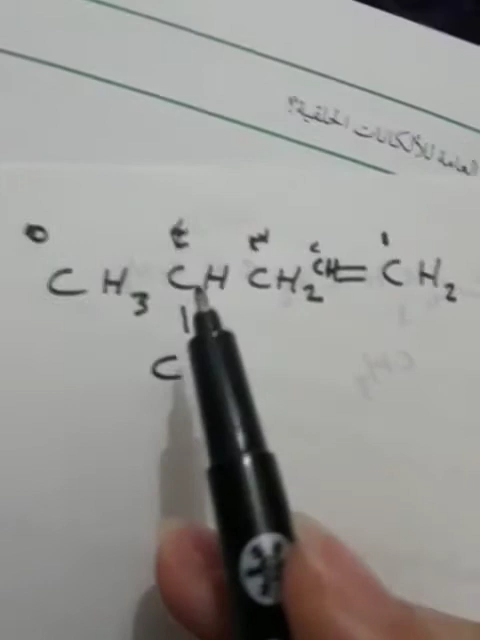 العامة للألكانات الحلقية؟
٥ ٤ ٣ ٢ ١
CH3 CH CH2 CH=CH2
|
C